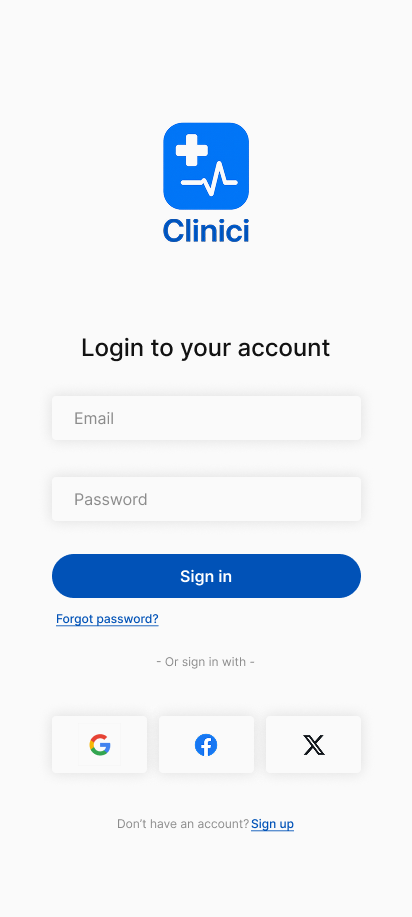 Clinici
Login to your account
Email
Password
Sign in
Forgot password?
- Or sign in with -
Don’t have an account? Sign up